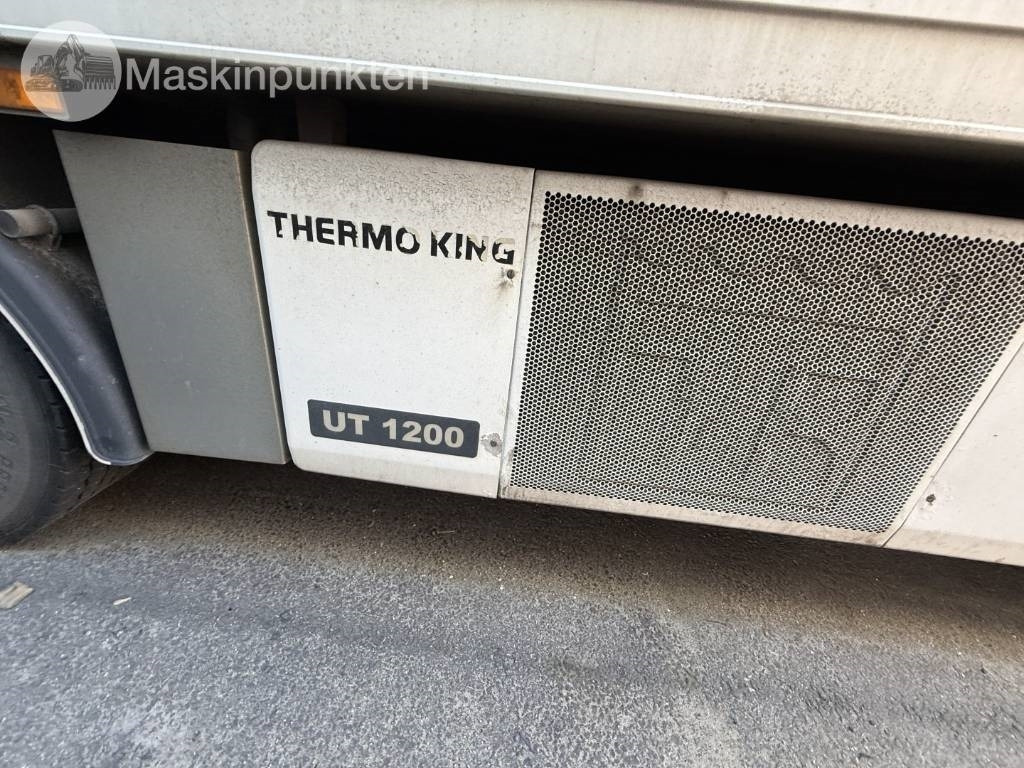 Maskinpunkten
THERMO KING
UT 1200